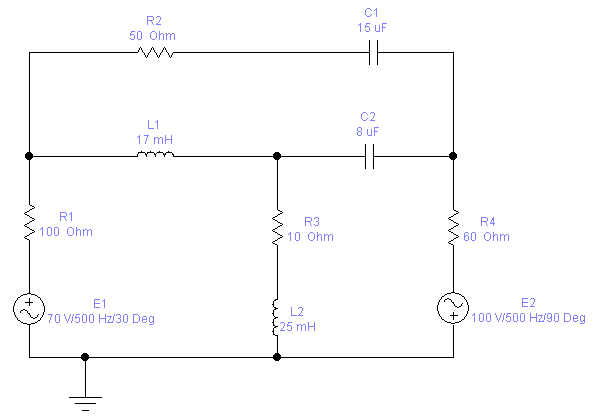 C1
15 uF
R2
50 Ohm
L1
17 mH
C2
8 uF
R1
100 Ohm
R3
10 Ohm
R4
60 Ohm
E1
70 V/500 Hz/30 Deg
L2
25 mH
E2
100 V/500 Hz/90 Deg